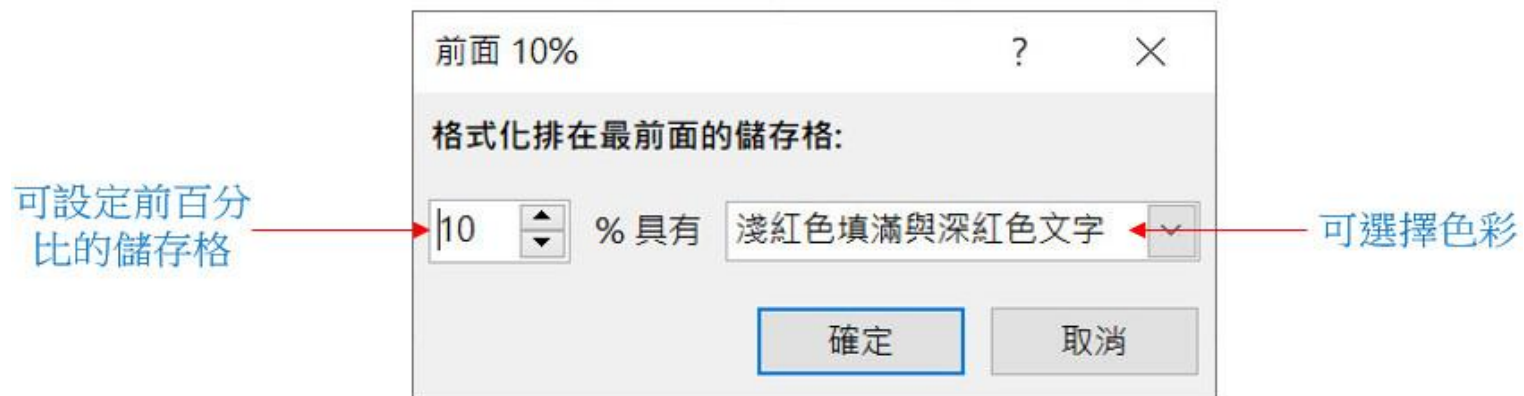 前面 10%
?
格式化排在最前面的儲存格:
可設定前百分
比的儲存格
10 % 具有 淺紅色填滿與深紅色文字
可選擇色彩
確定 取消